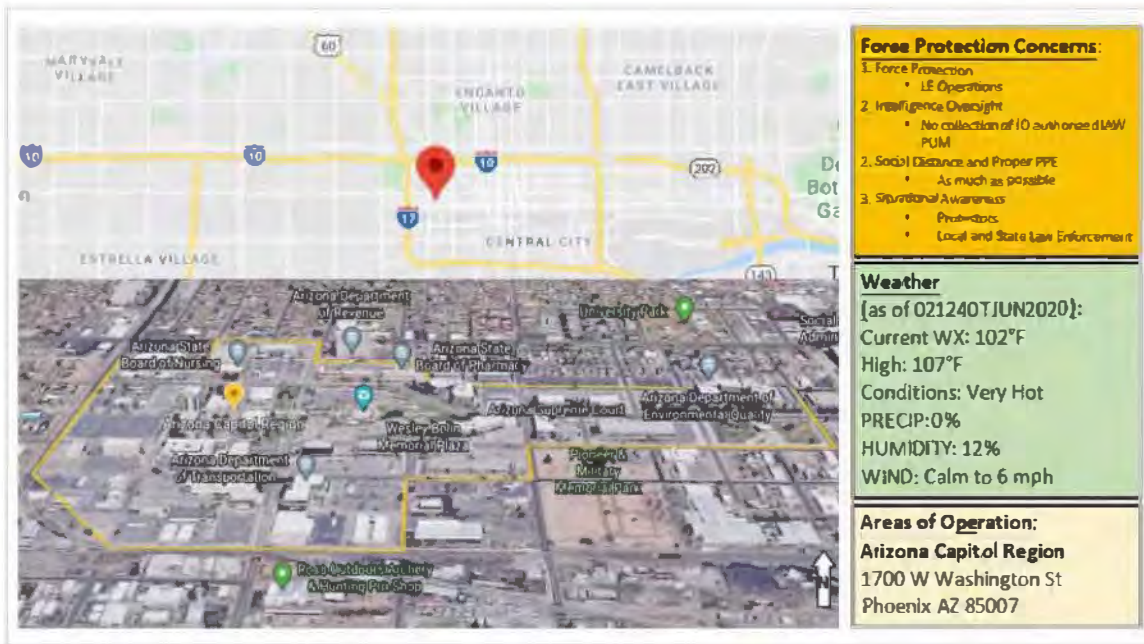 60
MARYVALE
VILLAGE
CAMELBACK
EAST VILLAGE
ENCANTO
VILLAGE
10
10
10
202
De
Bot
Ga
n
17
CENTRAL CITY
ESTRELLA VILLAGE
143
T
Arizona Department
of Revenue
University Park
Social
Admin
Arizona State
Board of Nursing
Arizona State
Board of Pharmacy
Arizona Department of
Environmental Quality
Arizona Supreme Court
Arizona Capitol Region
Wesley Bolin
Memorial Plaza
Arizona Department
of Transportation
Pioneer &
Military
Memorial Park
Ross Outdoors Archery
& Hunting Pro Shop
N
Force Protection Concerns:
1. Force Protection
• LE Operations
2. Intelligence Oversight
• No collection of IO authorized IAW
PUM
2. Social Distance and Proper PPE
• As much as possible
3. Situational Awareness
• Protestors
• Local and State Law Enforcement
Weather
(as of 021240TJUN2020):
Current WX: 102°F
High: 107°F
Conditions: Very Hot
PRECIP:0%
HUMIDITY: 12%
WIND: Calm to 6 mph
Areas of Operation:
Arizona Capitol Region
1700 W Washington St
Phoenix AZ 85007